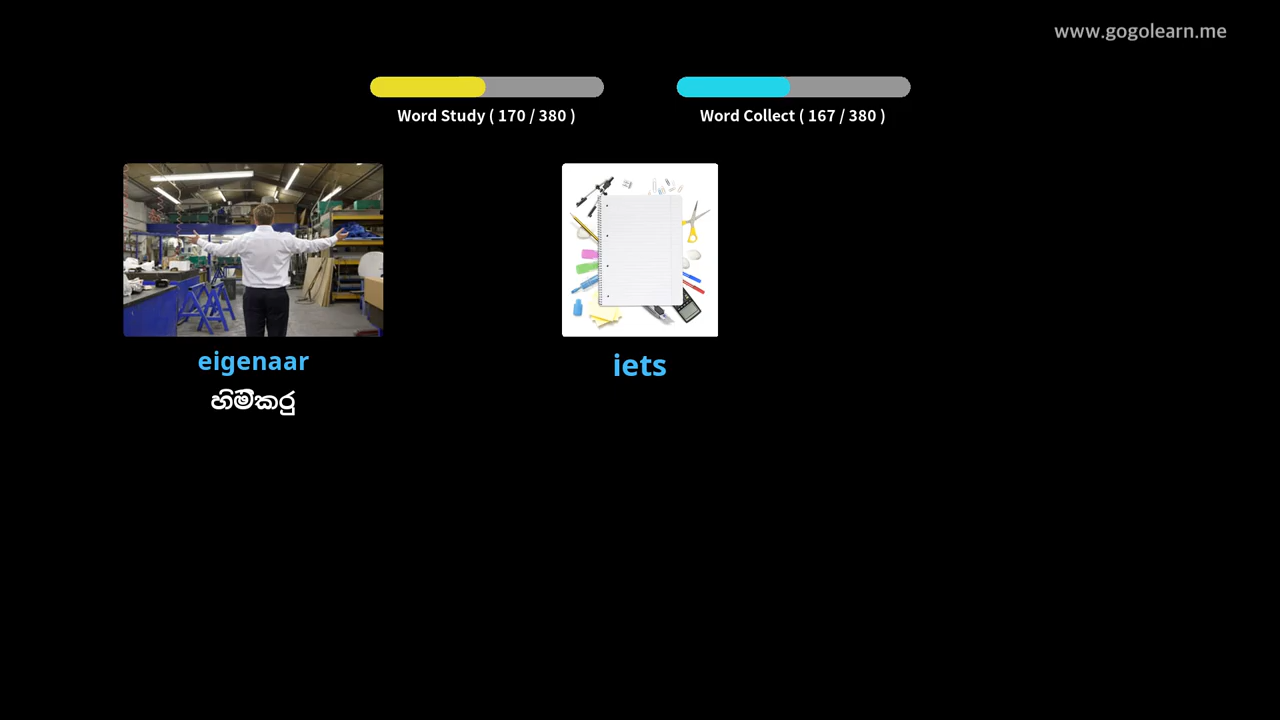 www.gogolearn.me
Word Study ( 170 / 380 )
Word Collect ( 167 / 380 )
eigenaar
හිමිකරු
iets